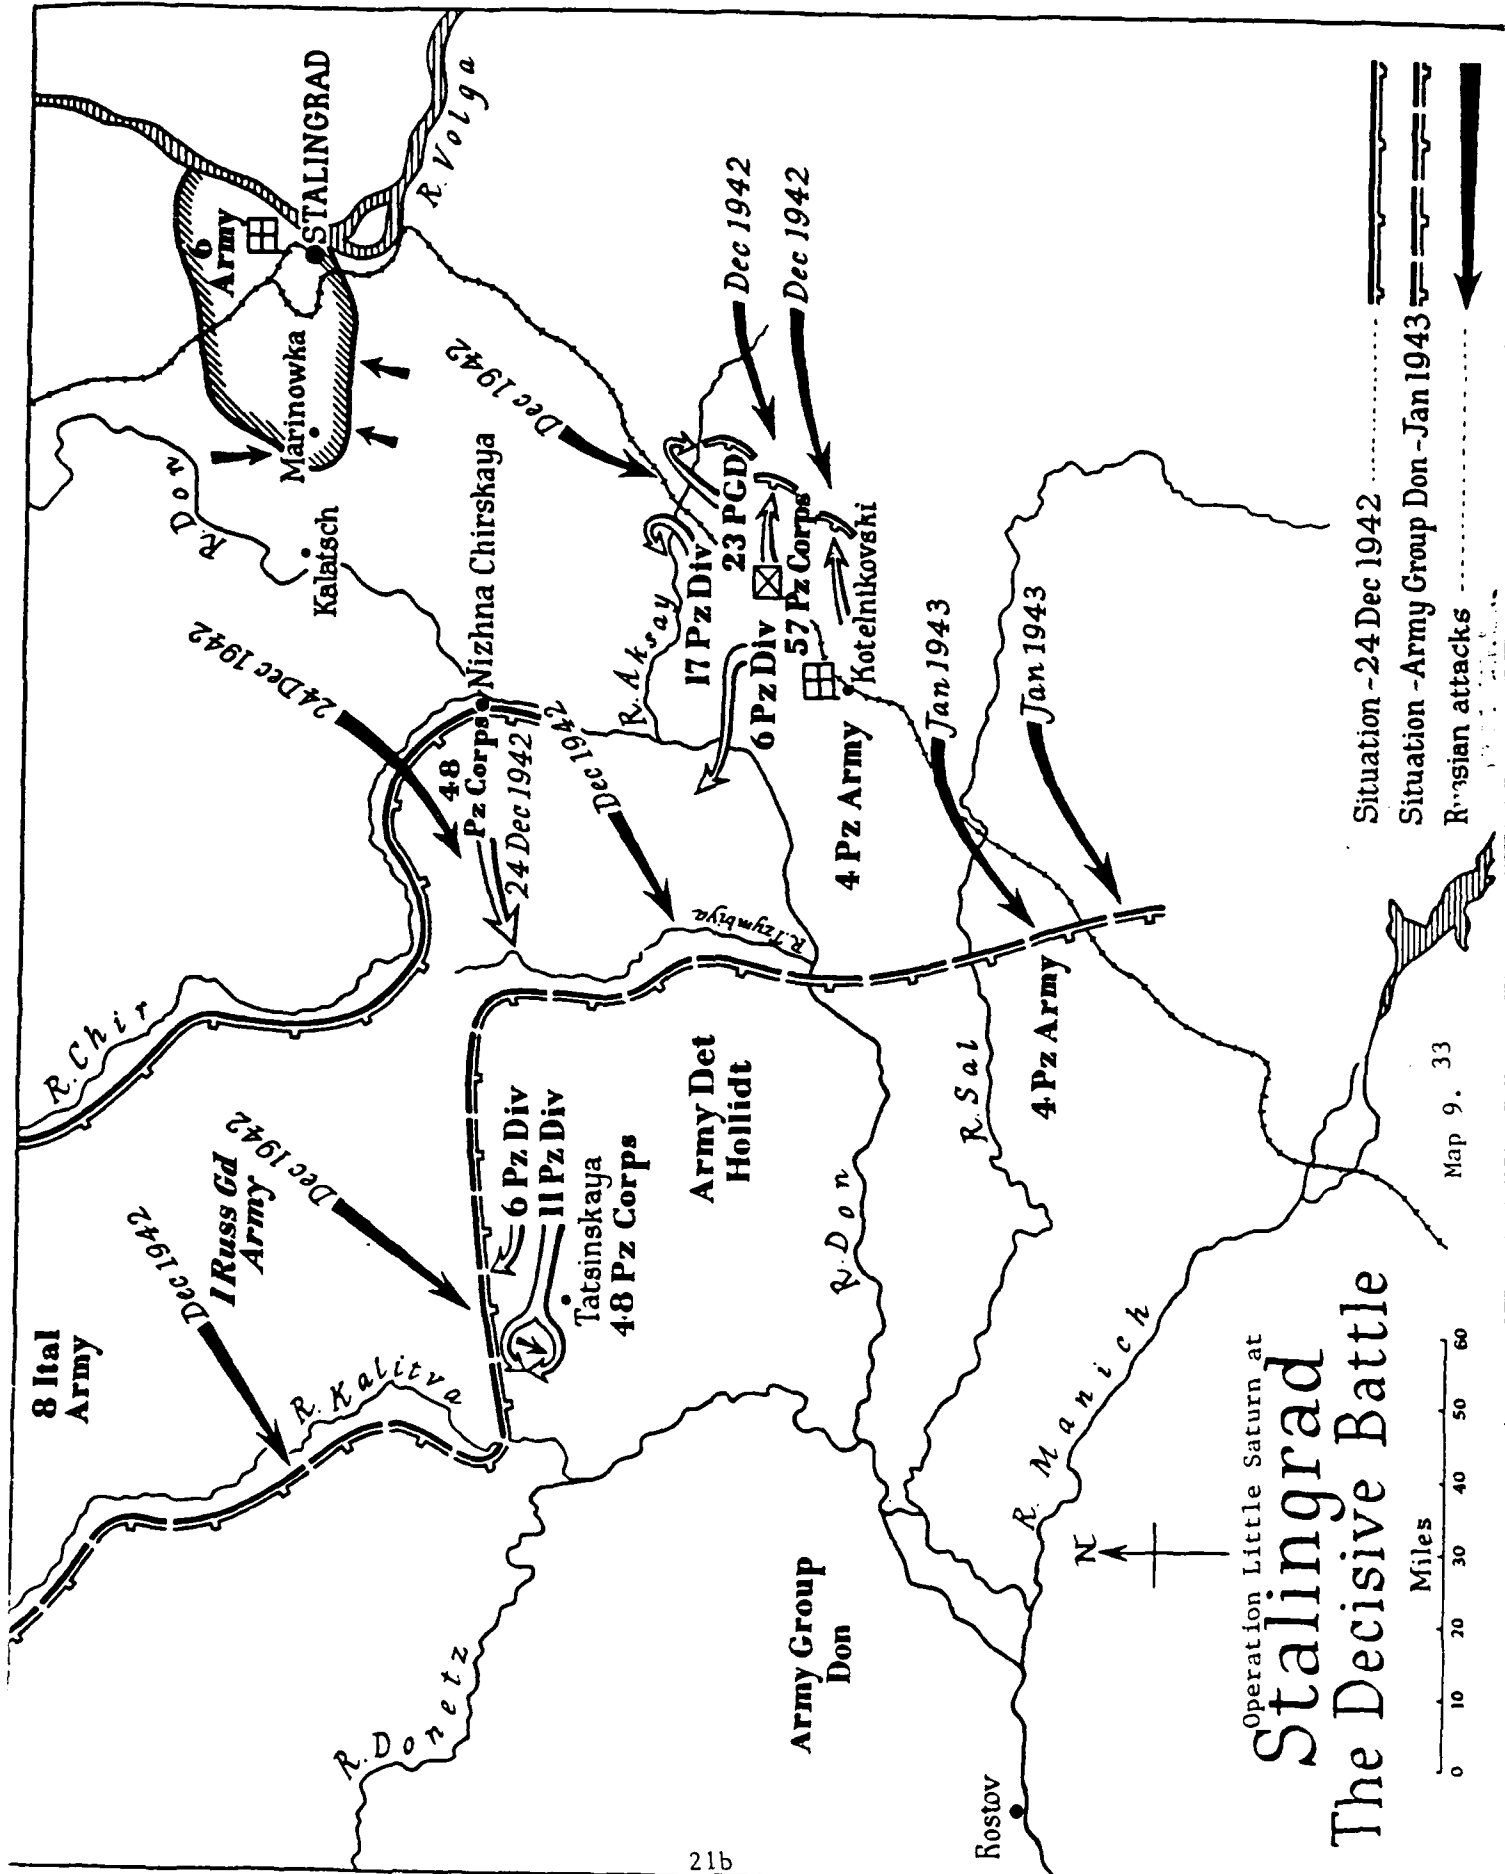 8 Ital
Army
Dec 1942
1 Russ Gd
Army
Dec 1942
R. Chir
R. Kalitva
R. Donetz
6 Pz Div
11 Pz Div
Tatsinskaya
48 Pz Corps
Army Det
Hollidt
Army Group
Don
Rostov
R. Don
R. Sal
R. Manich
4 Pz Army
R. Tzymbiya
24 Dec 1942
48
Pz Corps
24 Dec 1942
Dec 1942
Nizhna Chirskaya
Kalatsch
R. Don
Marinowka
6
Army
STALINGRAD
R. Volga
Dec 1942
R. Aksay
17 Pz Div
23 PGD
6 Pz Div
57 Pz Corps
Kotelnikovski
4 Pz Army
Dec 1942
Dec 1942
Jan 1943
Jan 1943
N
Operation Little Saturn at
Stalingrad
The Decisive Battle
Miles
0 10 20 30 40 50 60
Map 9. 33
Situation - 24 Dec 1942
Situation - Army Group Don - Jan 1943
Russian attacks
21b